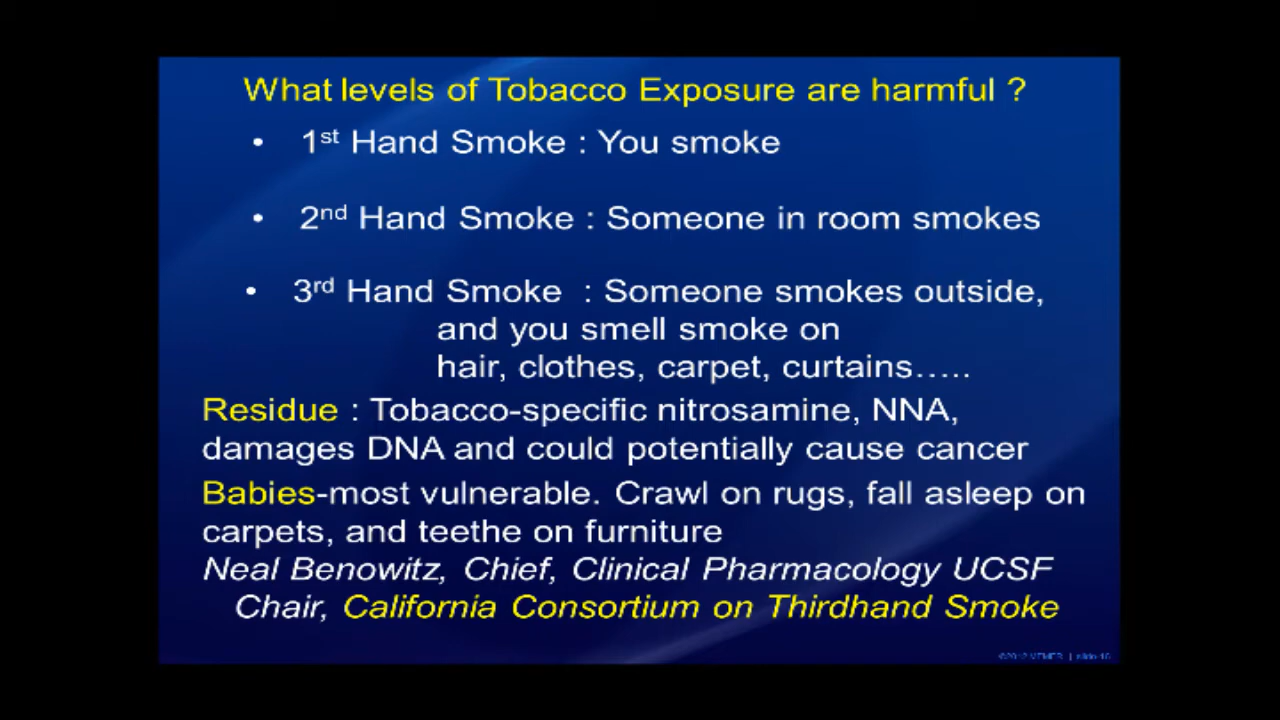 What levels of Tobacco Exposure are harmful ?
• 1st Hand Smoke : You smoke
• 2nd Hand Smoke : Someone in room smokes
• 3rd Hand Smoke : Someone smokes outside,
and you smell smoke on
hair, clothes, carpet, curtains…..
Residue : Tobacco-specific nitrosamine, NNA,
damages DNA and could potentially cause cancer
Babies-most vulnerable. Crawl on rugs, fall asleep on
carpets, and teethe on furniture
Neal Benowitz, Chief, Clinical Pharmacology UCSF
Chair, California Consortium on Thirdhand Smoke
©2012